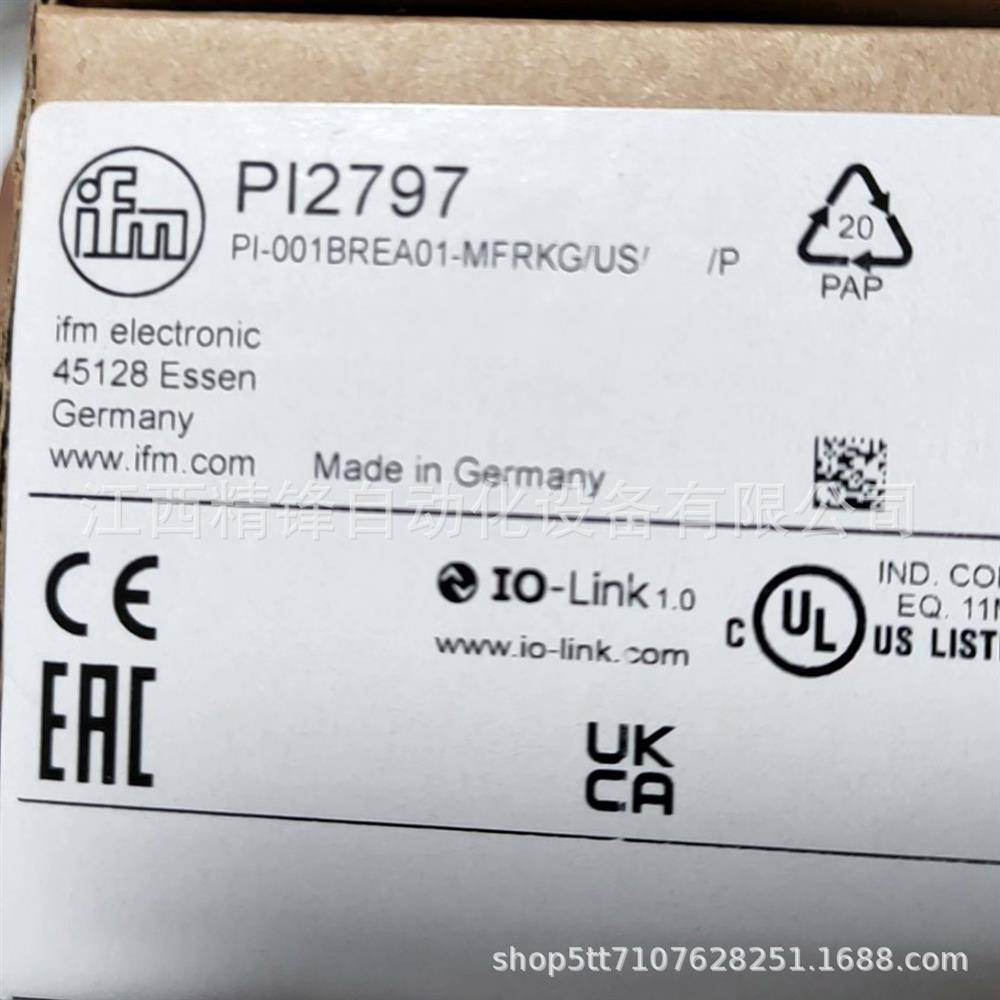 ifm
PI2797
PI-001BREA01-MFRKG/US/ /P
20
PAP
ifm electronic
45128 Essen
Germany
www.ifm.com
Made in Germany
江西精锋自动化设备有限公司
CE
IO-Link 1.0
www.io-link.com
C UL US LISTE
IND. CO
EQ. 11
EAC
UK
CA
shop5tt7107628251.1688.com